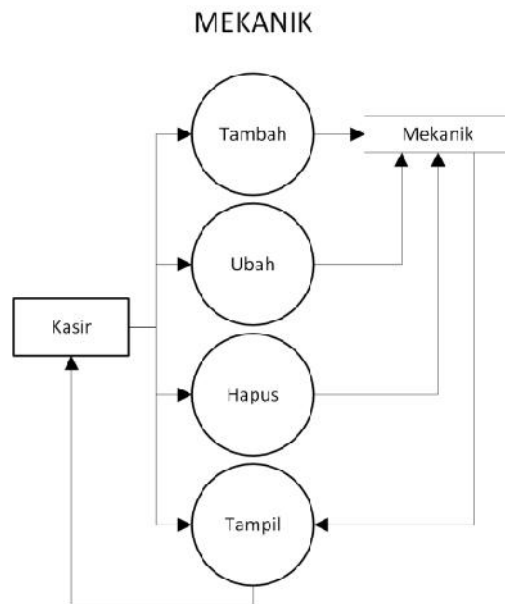 MEKANIK
Tambah
Mekanik
Ubah
Kasir
Hapus
Tampil